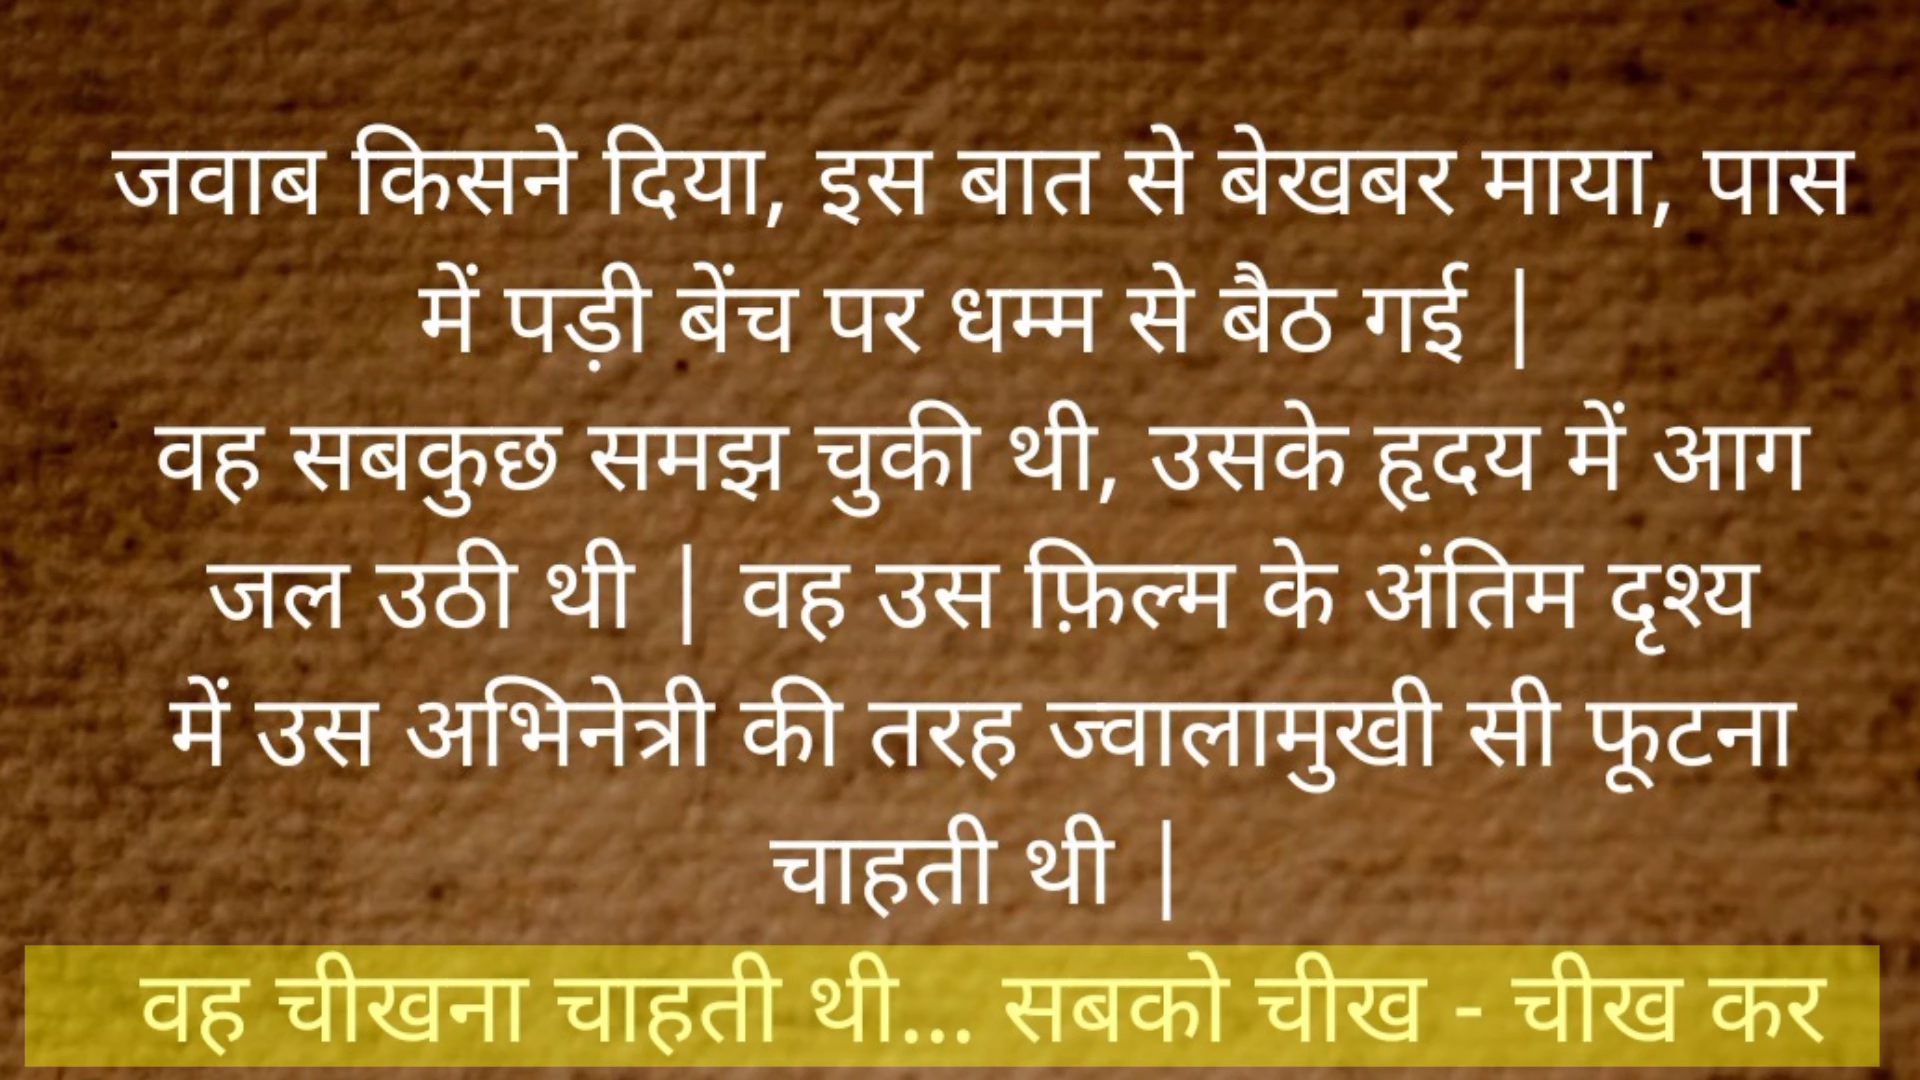 जवाब किसने दिया, इस बात से बेखबर माया, पास
में पड़ी बेंच पर धम्म से बैठ गई |
वह सबकुछ समझ चुकी थी, उसके हृदय में आग
जल उठी थी | वह उस फ़िल्म के अंतिम दृश्य
में उस अभिनेत्री की तरह ज्वालामुखी सी फूटना
चाहती थी |
वह चीखना चाहती थी... सबको चीख - चीख कर